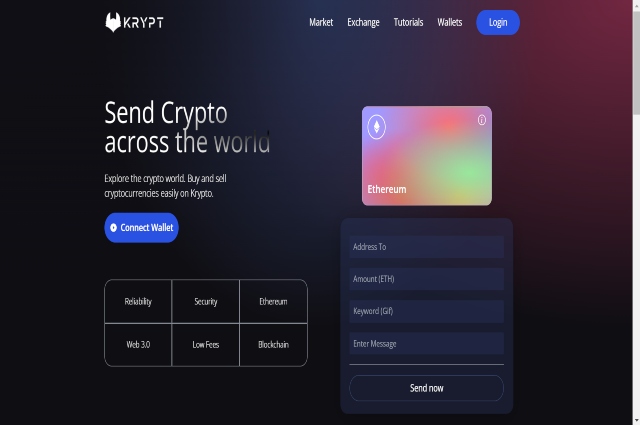 KRYPT
Market
Exchange
Tutorials
Wallets
Login
Send Crypto
across the world
Explore the crypto world. Buy and sell
cryptocurrencies easily on Krypto.
Connect Wallet
Reliability
Security
Ethereum
Web 3.0
Low Fees
Blockchain
Ethereum
Address To
Amount (ETH)
Keyword (Gif)
Enter Message
Send now